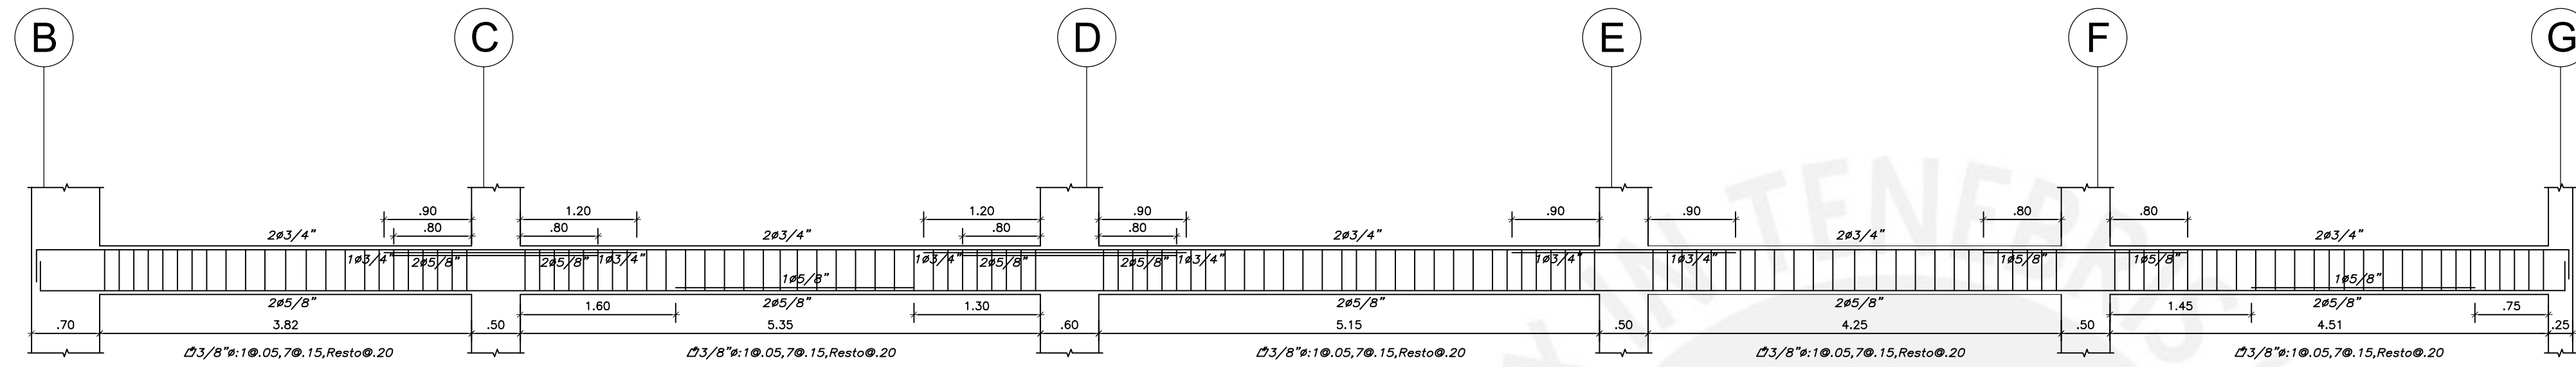 B C D E F G
.90 1.20 1.20 .90 .90 .90 .80 .80
.80 .80 .80 .80
2ø3/4” 2ø3/4” 2ø3/4” 2ø3/4” 2ø3/4”
1ø3/4” 2ø5/8” 2ø5/8” 1ø3/4” 1ø3/4” 2ø5/8” 2ø5/8” 1ø3/4” 1ø3/4” 1ø3/4” 1ø5/8” 1ø5/8”
1ø5/8” 1ø5/8”
2ø5/8” 2ø5/8” 2ø5/8” 2ø5/8” 2ø5/8”
1.60 1.30 1.45 .75
.70 3.82 .50 5.35 .60 5.15 .50 4.25 .50 4.51 .25
3/8”ø:1@.05,7@.15,Resto@.20 3/8”ø:1@.05,7@.15,Resto@.20 3/8”ø:1@.05,7@.15,Resto@.20 3/8”ø:1@.05,7@.15,Resto@.20 3/8”ø:1@.05,7@.15,Resto@.20
X IN TENEBRIS